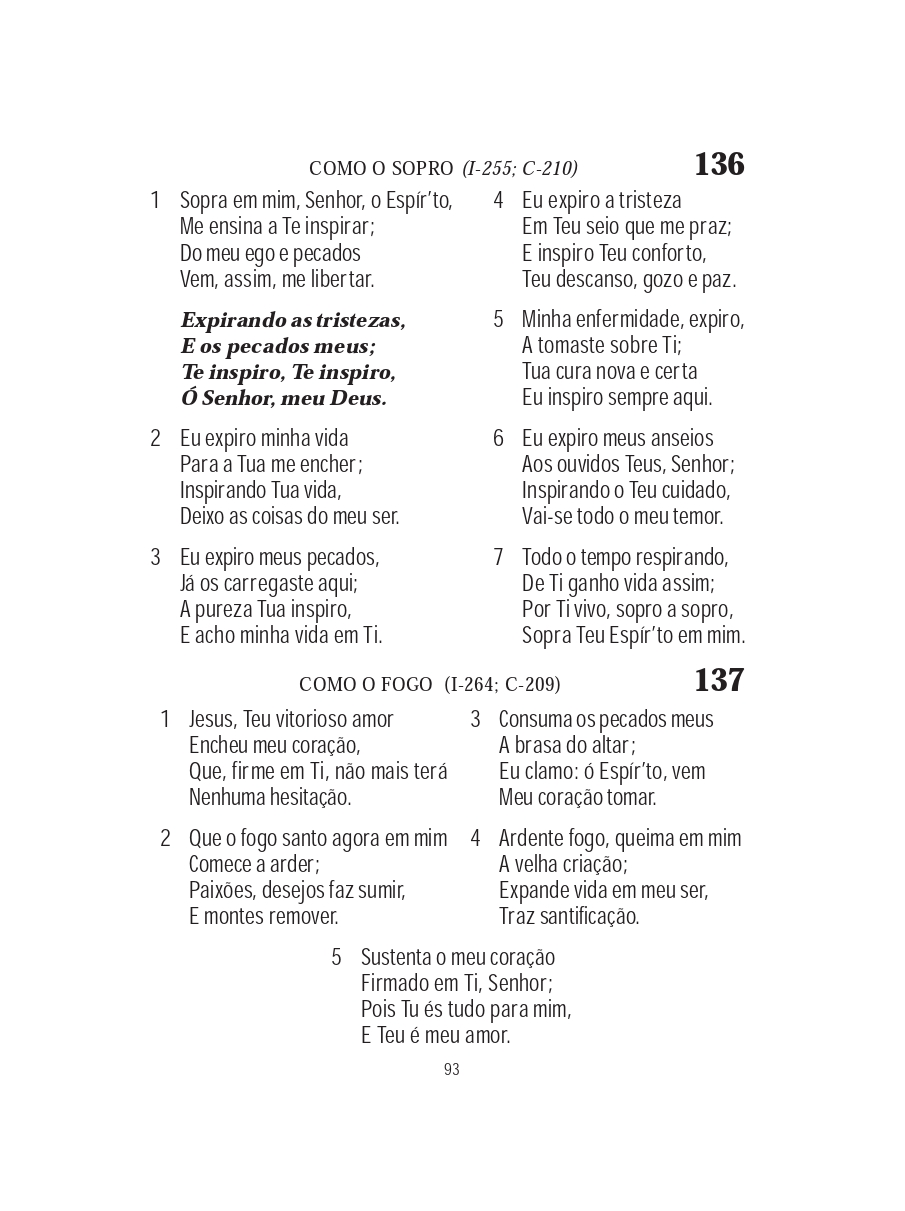 COMO O SOPRO (I-255; C-210) 136
1 Sopra em mim, Senhor, o Espír’to,
Me ensina a Te inspirar;
Do meu ego e pecados
Vem, assim, me libertar.
Expirando as tristezas,
E os pecados meus;
Te inspiro, Te inspiro,
Ó Senhor, meu Deus.
2 Eu expiro minha vida
Para a Tua me encher;
Inspirando Tua vida,
Deixo as coisas do meu ser.
3 Eu expiro meus pecados,
Já os carregaste aqui;
A pureza Tua inspiro,
E acho minha vida em Ti.
4 Eu expiro a tristeza
Em Teu seio que me praz;
E inspiro Teu conforto,
Teu descanso, gozo e paz.
5 Minha enfermidade, expiro,
A tomaste sobre Ti;
Tua cura nova e certa
Eu inspiro sempre aqui.
6 Eu expiro meus anseios
Aos ouvidos Teus, Senhor;
Inspirando o Teu cuidado,
Vai-se todo o meu temor.
7 Todo o tempo respirando,
De Ti ganho vida assim;
Por Ti vivo, sopro a sopro,
Sopra Teu Espír’to em mim.
COMO O FOGO (I-264; C-209) 137
1 Jesus, Teu vitorioso amor
Encheu meu coração,
Que, firme em Ti, não mais terá
Nenhuma hesitação.
2 Que o fogo santo agora em mim
Comece a arder;
Paixões, desejos faz sumir,
E montes remover.
3 Consuma os pecados meus
A brasa do altar;
Eu clamo: ó Espír’to, vem
Meu coração tomar.
4 Ardente fogo, queima em mim
A velha criação;
Expande vida em meu ser,
Traz santificação.
5 Sustenta o meu coração
Firmado em Ti, Senhor;
Pois Tu és tudo para mim,
E Teu é meu amor.
93